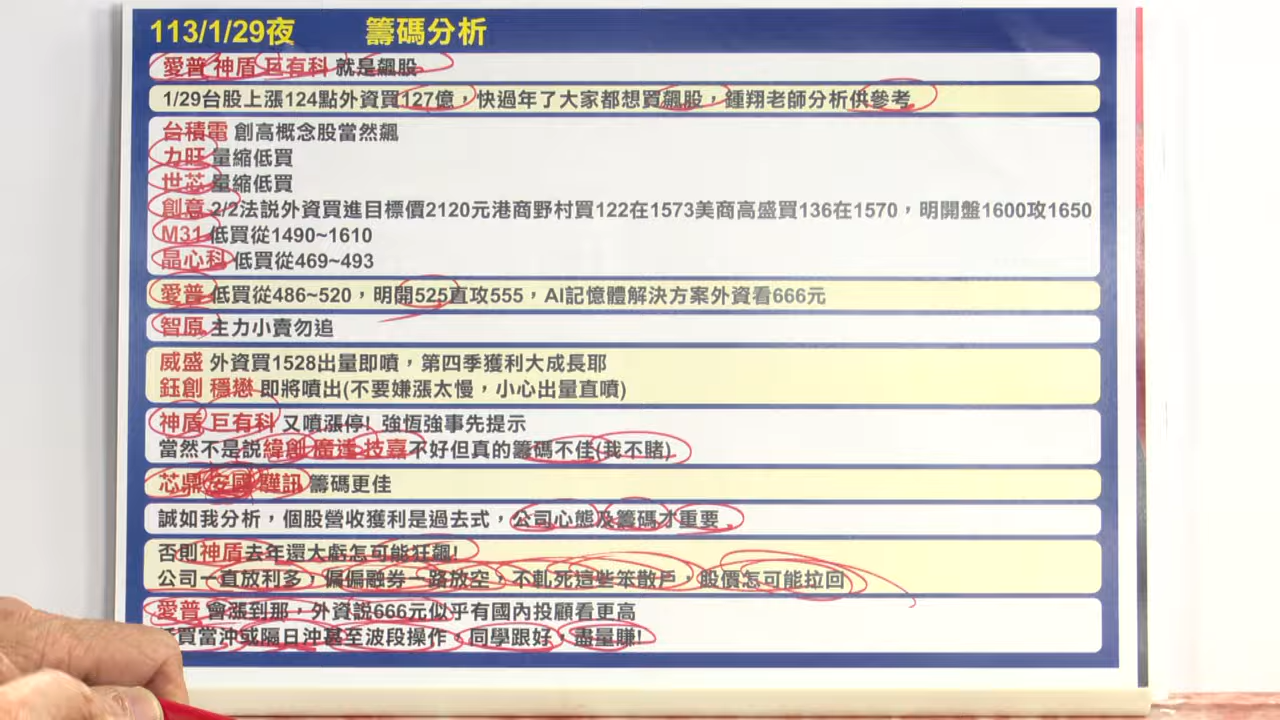 113/1/29夜 籌碼分析
愛普 神盾 巨有科 就是飆股
1/29台股上漲124點外資買127億，快過年了大家都想買飆股，鍾翔老師分析供參考
台積電 創高概念股當然飆
力旺 量縮低買
世芯 量縮低買
創意 2/2法說外資買進目標價2120元港商野村買122在1573美商高盛買136在1570，明開盤1600攻1650
M31 低買從1490~1610
晶心科 低買從469~493
愛普 低買從486~520，明開525直攻555，AI記憶體解決方案外資看666元
智原 主力小賣勿追
威盛 外資買1528出量即噴，第四季獲利大成長耶
鈺創 穩懋 即將噴出(不要嫌漲太慢，小心出量直噴)
神盾 巨有科 又噴漲停! 強恆強事先提示
當然不是說緯創 廣達 技嘉不好但真的籌碼不佳(我不賭)
芯鼎 安國 驊訊 籌碼更佳
誠如我分析，個股營收獲利是過去式，公司心態及籌碼才重要
否則神盾去年還大虧怎可能狂飆!
公司一直放利多，偏偏融券一路放空，不軋死這些笨散戶，股價怎可能拉回
愛普 會漲到那，外資說666元似乎有國內投顧看更高
買當沖或隔日沖甚至波段操作，同學跟好，盡量賺!